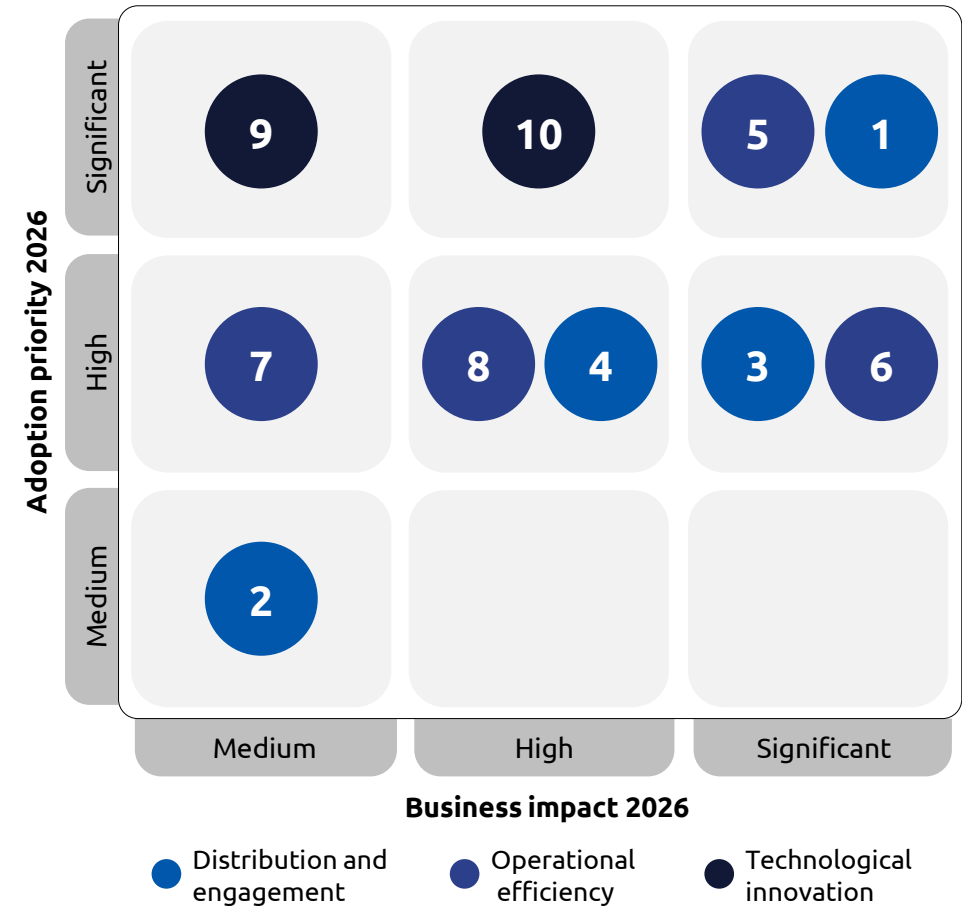 Adoption priority 2026
Significant
9
10
5
1
High
7
8
4
3
6
Medium
2
Medium
High
Significant
Business impact 2026
Distribution and
engagement
Operational
efficiency
Technological
innovation